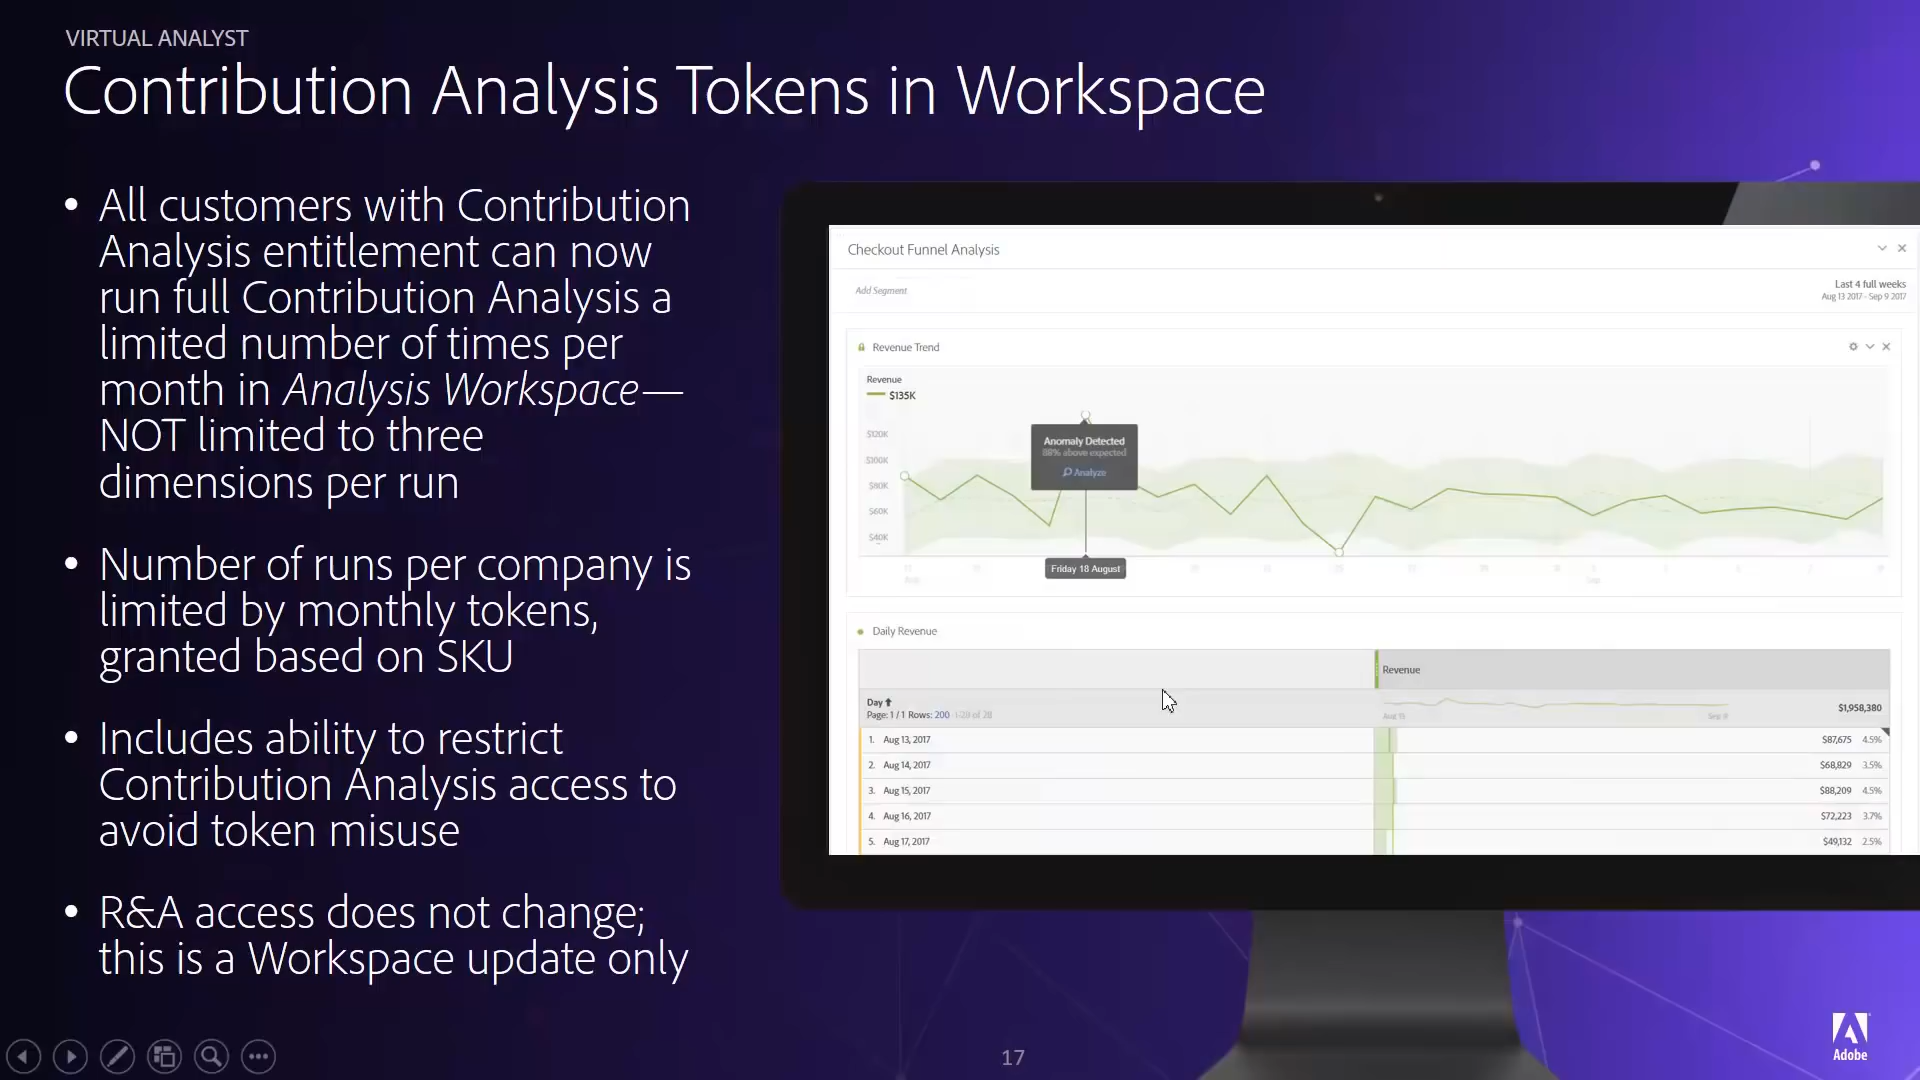 VIRTUAL ANALYST
Contribution Analysis Tokens in Workspace
• All customers with Contribution
Analysis entitlement can now
run full Contribution Analysis a
limited number of times per
month in Analysis Workspace—
NOT limited to three
dimensions per run
• Number of runs per company is
limited by monthly tokens,
granted based on SKU
• Includes ability to restrict
Contribution Analysis access to
avoid token misuse
• R&A access does not change;
this is a Workspace update only
Checkout Funnel Analysis
Add Segment
Last 4 full weeks
Aug 13 2017 - Sep 9 2017
Revenue Trend
Revenue
$135K
$120K
$100K
$80K
$60K
$40K
Anomaly Detected
88% above expected
Analyze
Friday 18 August
Daily Revenue
Revenue
Day
Page: 1 / 1 Rows: 200 1-28 of 28
$1,958,380
1. Aug 13, 2017 $87,675 4.5%
2. Aug 14, 2017 $68,829 3.5%
3. Aug 15, 2017 $88,209 4.5%
4. Aug 16, 2017 $72,223 3.7%
5. Aug 17, 2017 $49,132 2.5%
17
Adobe